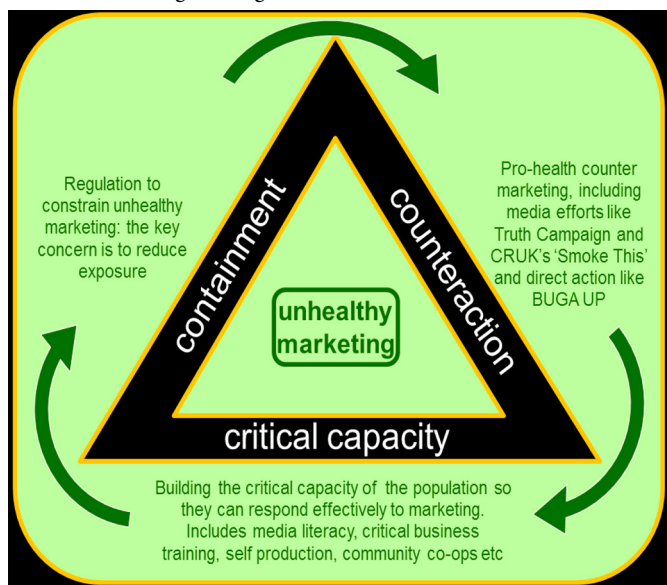 Regulation to
constrain unhealthy
marketing: the key
concern is to reduce
exposure
containment
counteraction
Pro-health counter
marketing, including
media efforts like
Truth Campaign and
CRUK's 'Smoke This'
and direct action like
BUGA UP
unhealthy
marketing
critical capacity
Building the critical capacity of the population so
they can respond effectively to marketing.
Includes media literacy, critical business
training, self production, community co-ops etc